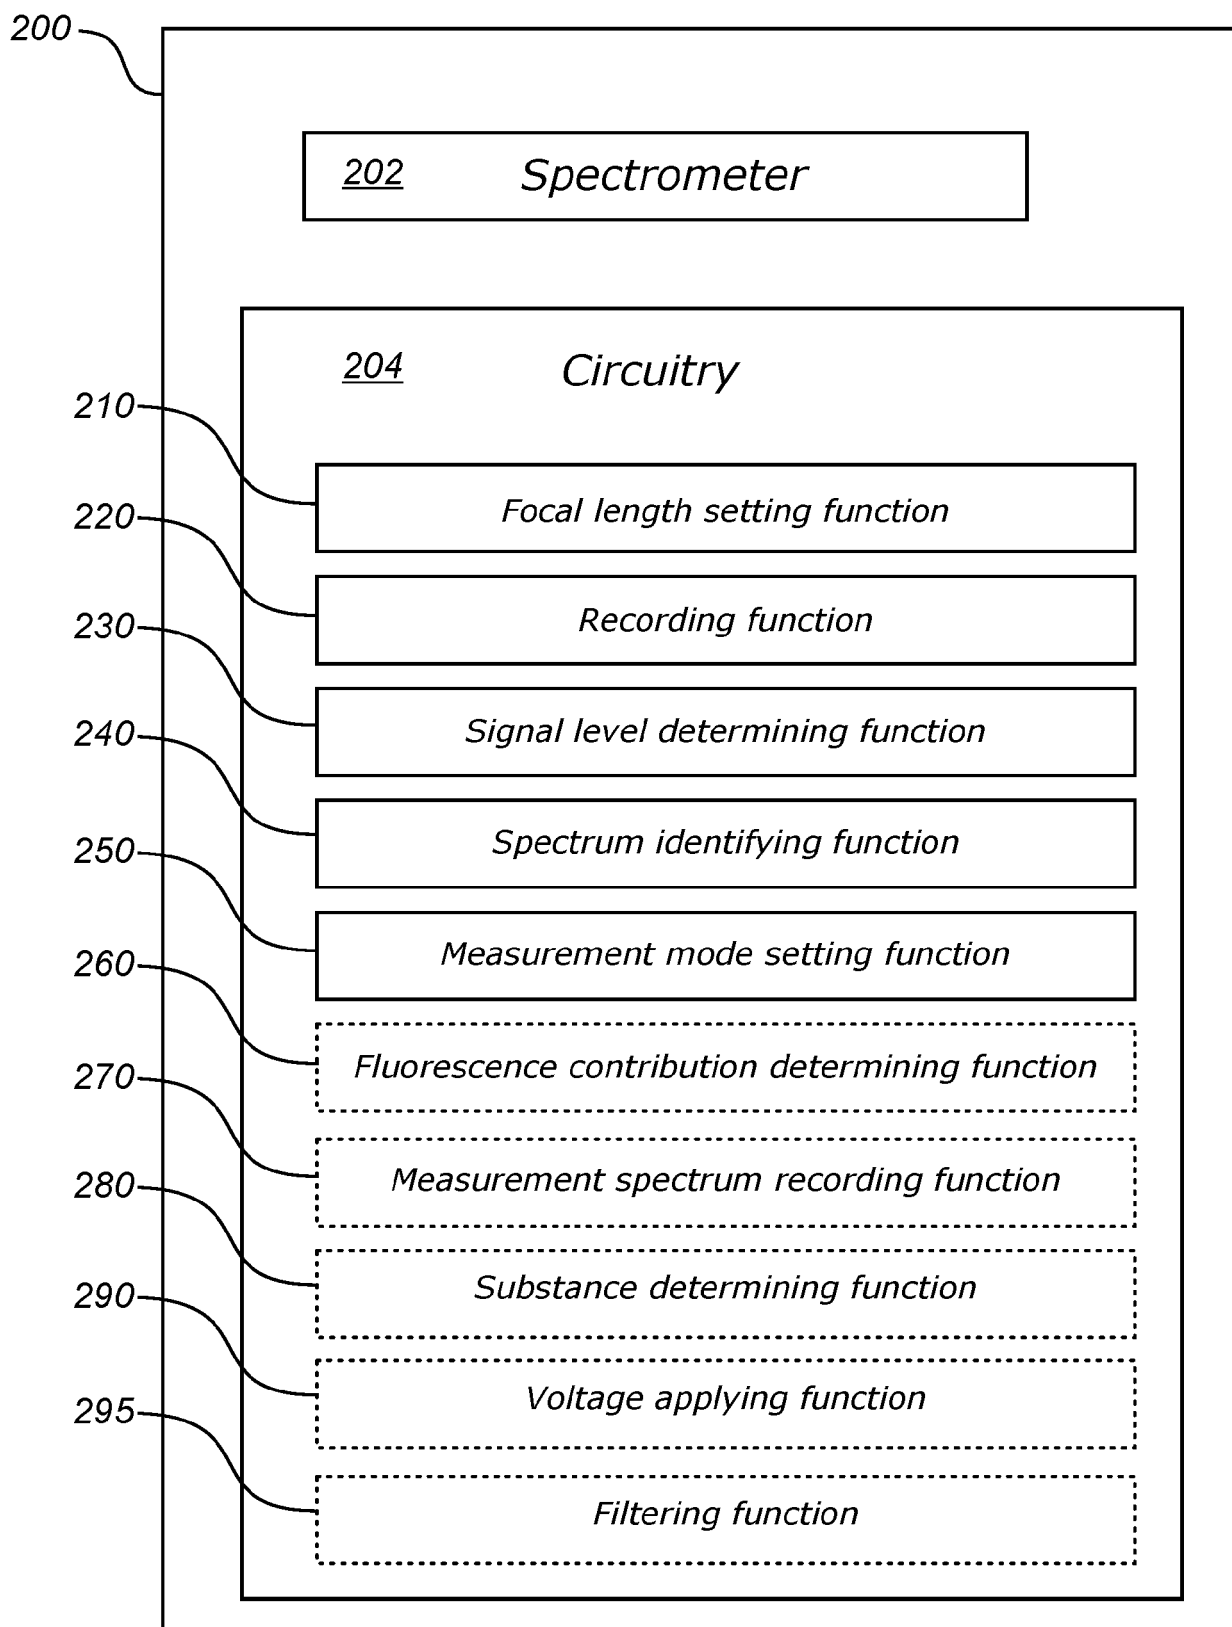 200
202 Spectrometer
204 Circuitry
210
Focal length setting function
220
Recording function
230
Signal level determining function
240
Spectrum identifying function
250
Measurement mode setting function
260
Fluorescence contribution determining function
270
Measurement spectrum recording function
280
Substance determining function
290
Voltage applying function
295
Filtering function